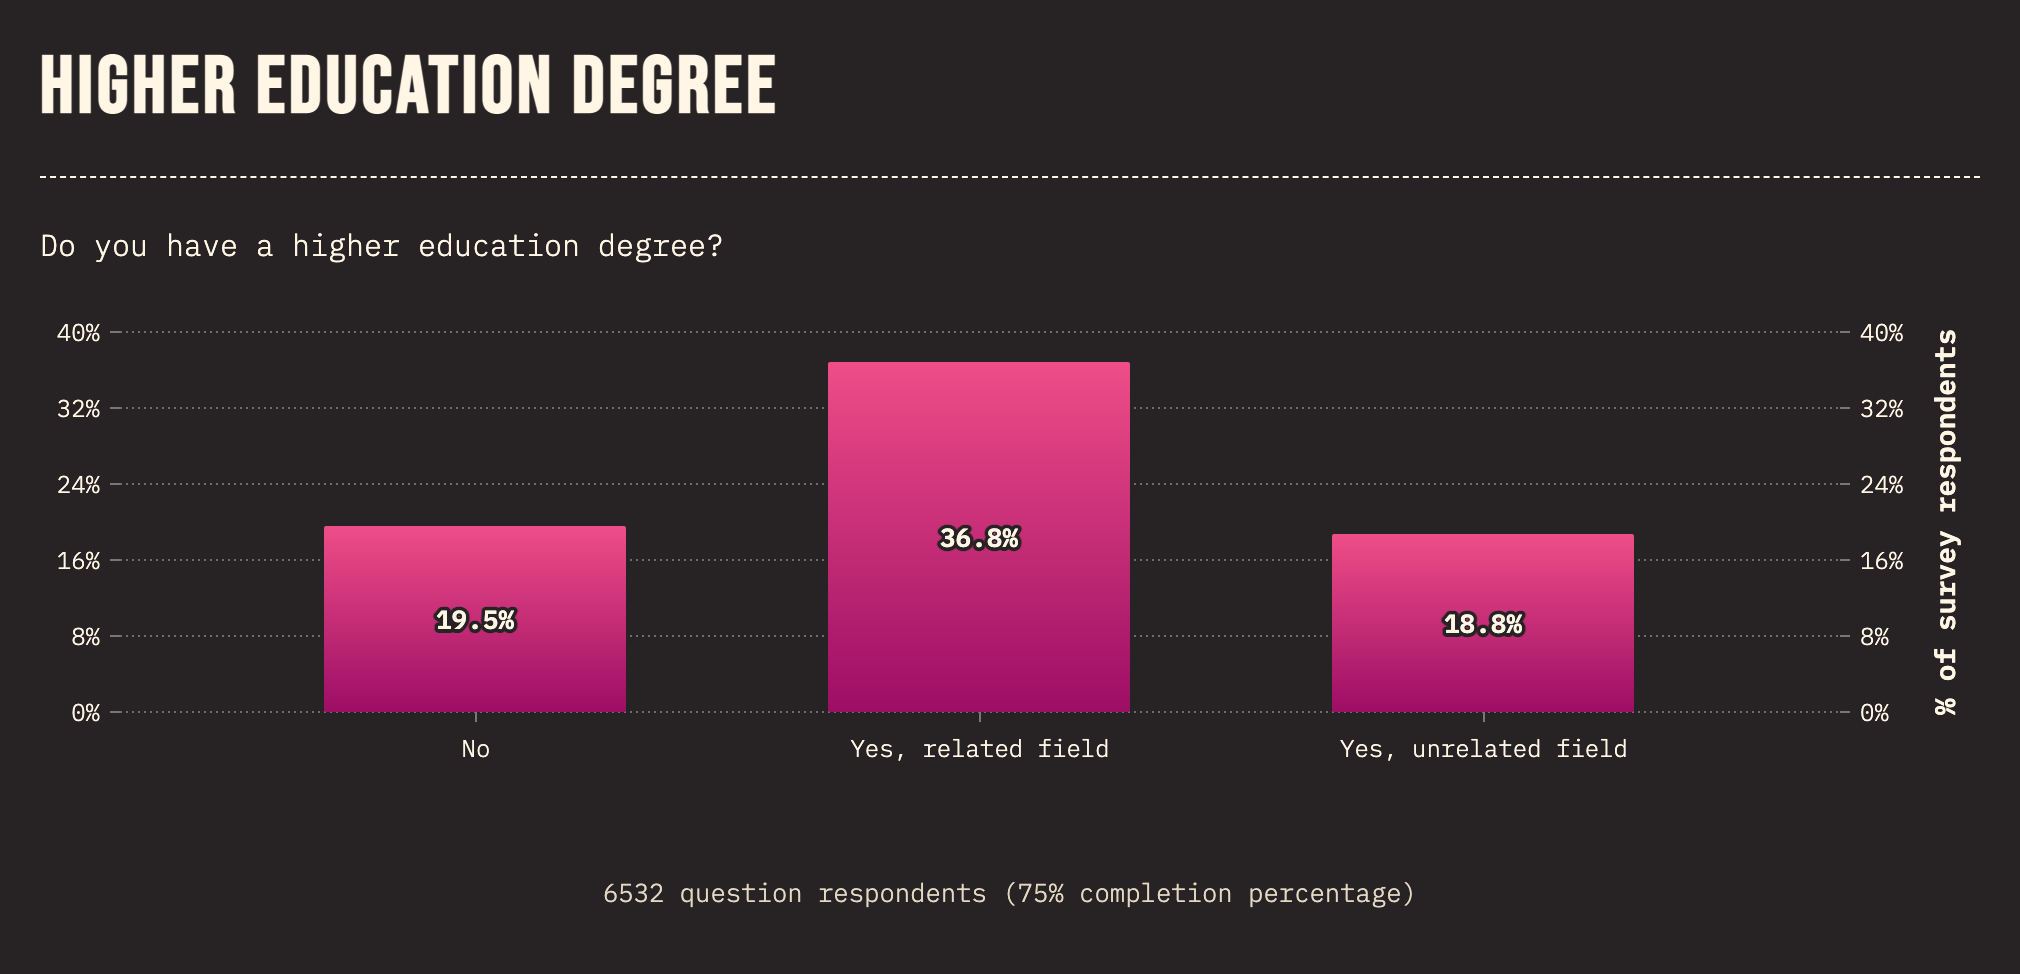 HIGHER EDUCATION DEGREE
Do you have a higher education degree?
40%
32%
24%
16%
8%
0%
40%
32%
24%
16%
8%
0%
% of survey respondents
19.5%
36.8%
18.8%
No
Yes, related field
Yes, unrelated field
6532 question respondents (75% completion percentage)